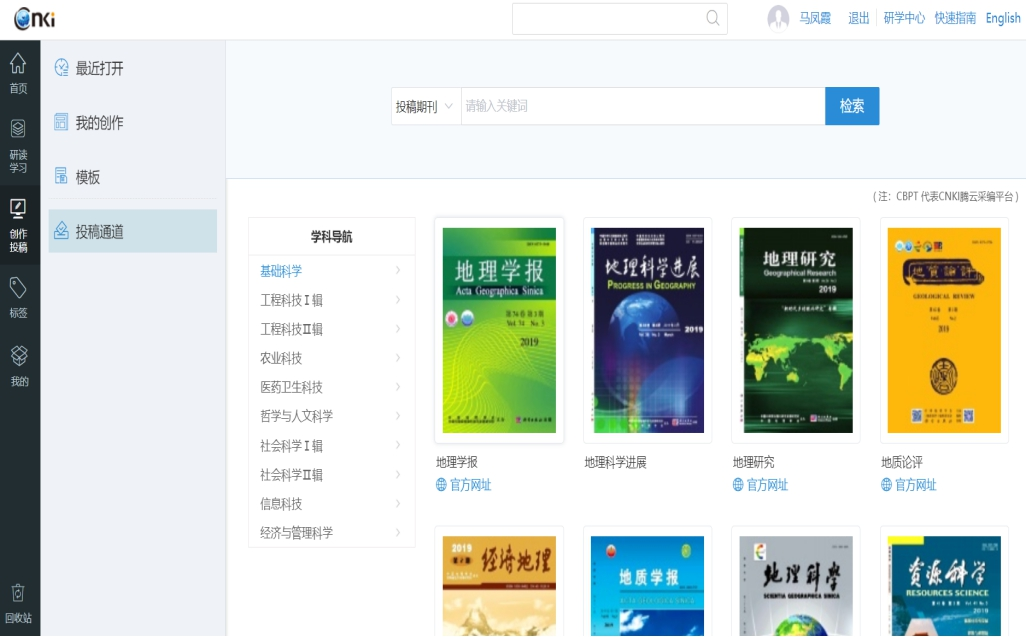 CNKi
马凤霞 退出 研学中心 快速指南 English
首页
研读
学习
创作
投稿
标签
我的
回收站
最近打开
我的创作
模板
投稿通道
投稿期刊 请输入关键词 检索
(注: CBPT 代表CNKI腾云采编平台)
学科导航
基础科学
工程科技Ⅰ辑
工程科技Ⅱ辑
农业科技
医药卫生科技
哲学与人文科学
社会科学Ⅰ辑
社会科学Ⅱ辑
信息科技
经济与管理科学
地理学报
Acta Geographica Sinica
2019
地理科学进展
PROGRESS IN GEOGRAPHY
2019
地理研究
Geographical Research
2019
地质论评
GEOLOGICAL REVIEW
2019
地理学报
官方网址
地理科学进展
地理研究
官方网址
地质论评
官方网址
2019
经济地理
地质学报
地理科学
SCIENTIA GEOGRAPHICA SINICA
资源科学
RESOURCES SCIENCE
2019